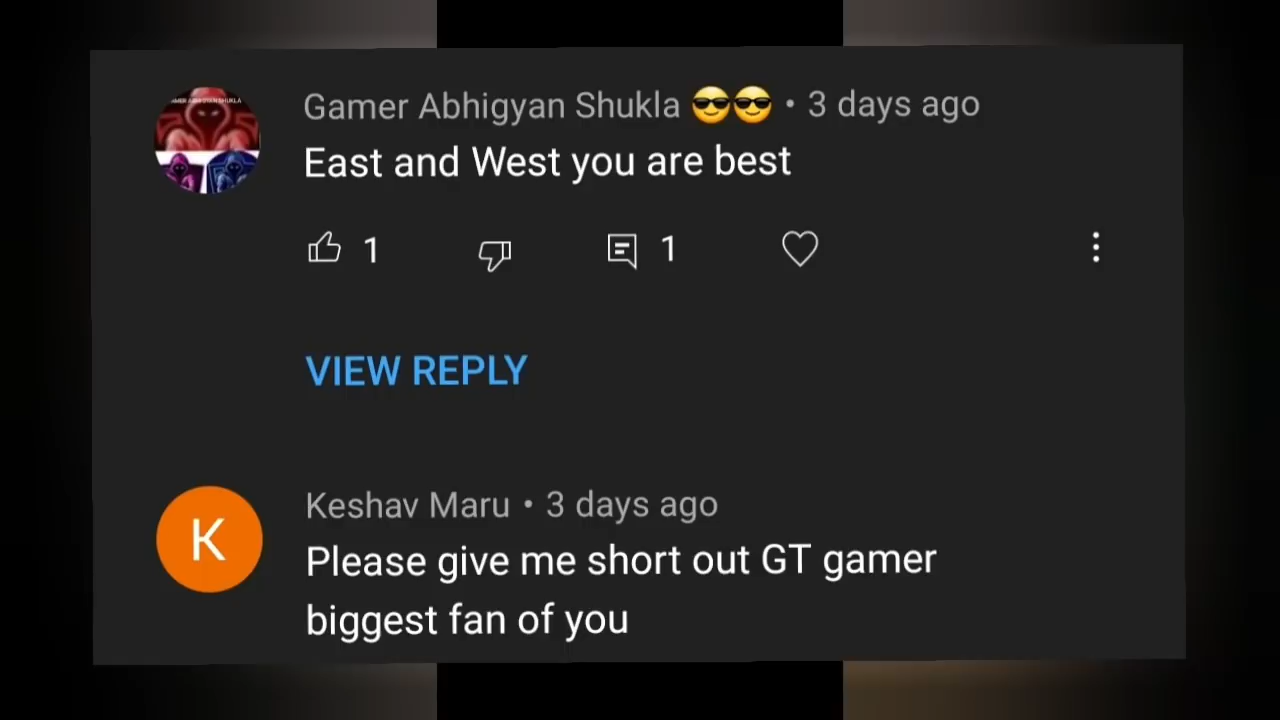 Gamer Abhigyan Shukla 😎😎 • 3 days ago
East and West you are best
1 1
VIEW REPLY
K
Keshav Maru • 3 days ago
Please give me short out GT gamer
biggest fan of you